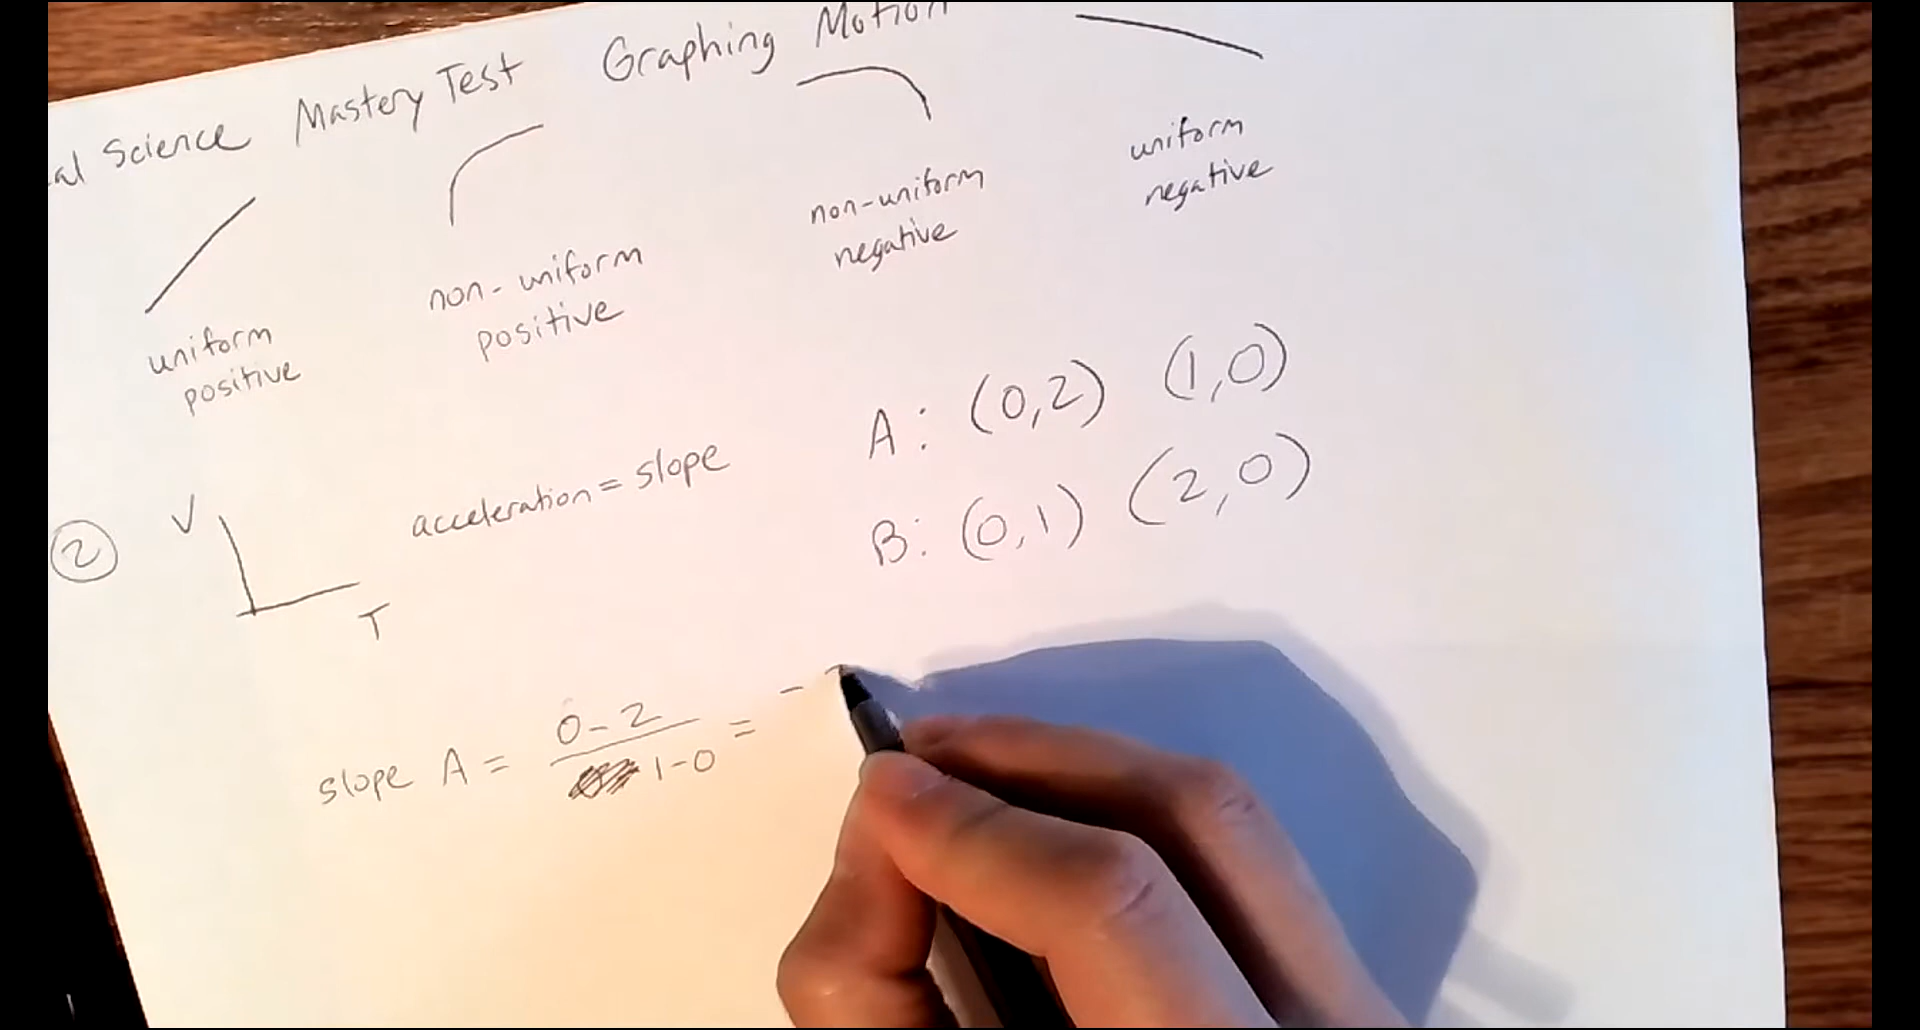 al Science Mastery Test Graphing Motion
uniform
positive
non-uniform
positive
non-uniform
negative
uniform
negative
A: (0,2) (1,0)
B: (0,1) (2,0)
2
V
T
acceleration = slope
slope A = 0-2 =
1-0
-